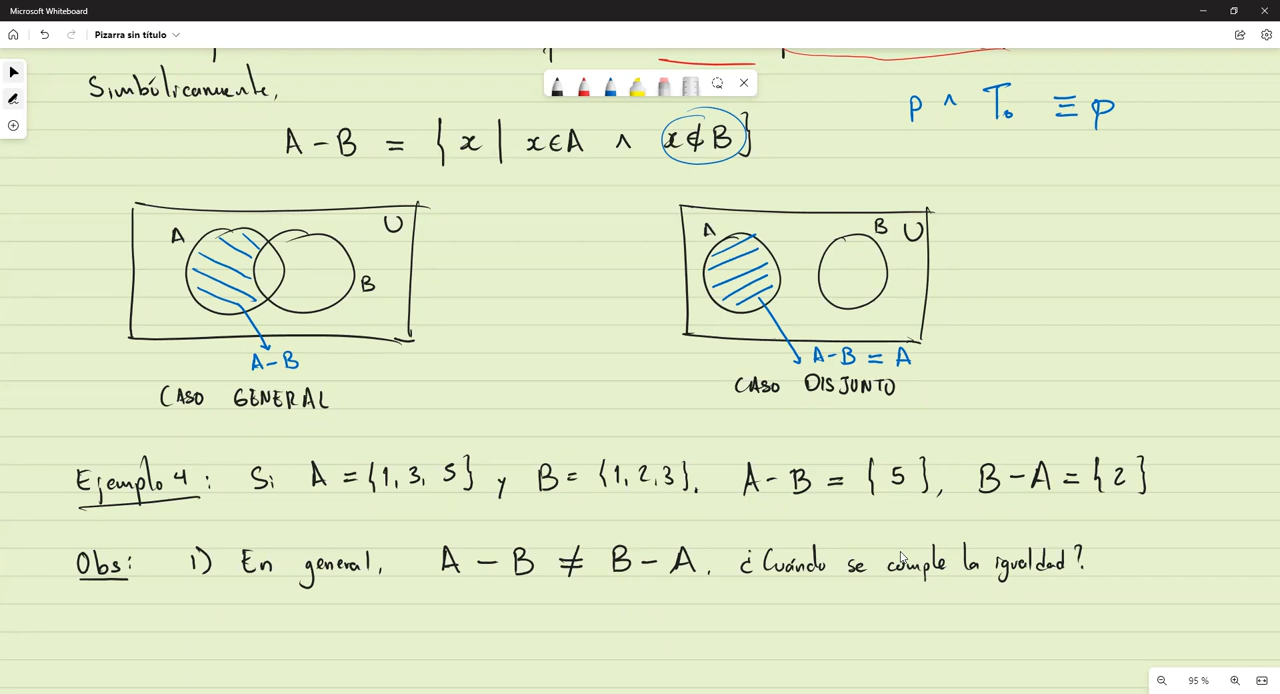 Microsoft Whiteboard
Pizarra sin título
Simbólicamente,
p ∧ T₀ ≡ p
A - B = { x | x ∈ A ∧ x ∉ B }
A U B
A B U
A - B
A - B = A
CASO GENERAL
CASO DISJUNTO
Ejemplo 4 : Si A = {1, 3, 5} y B = {1, 2, 3}. A - B = { 5 }, B - A = { 2 }
Obs: 1) En general, A - B ≠ B - A. ¿Cuándo se cumple la igualdad?
95 %